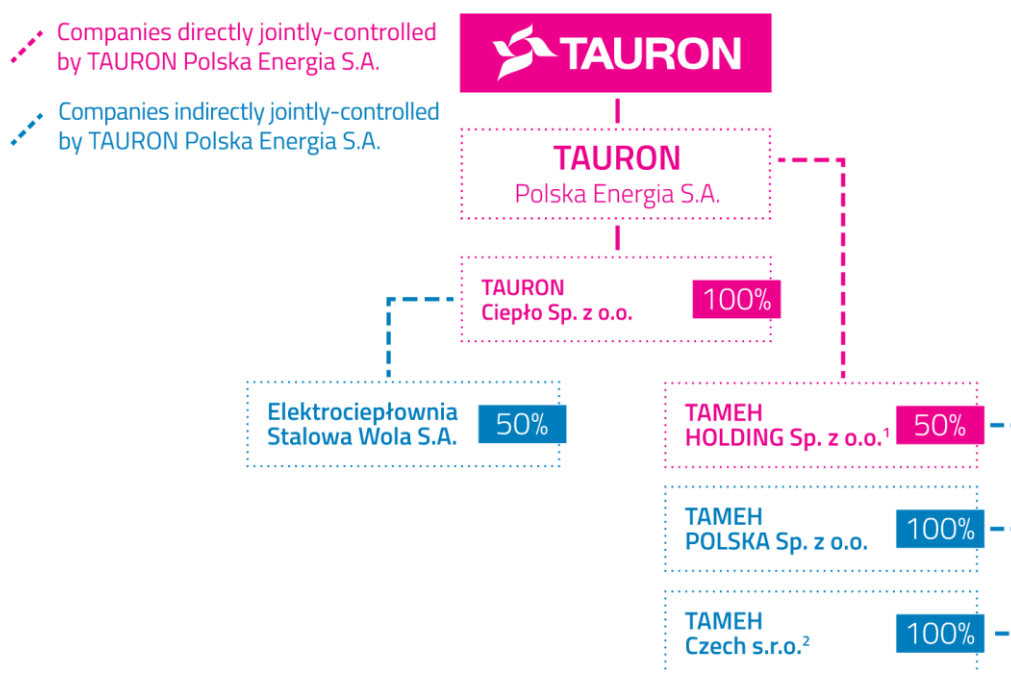 Companies directly jointly-controlled
by TAURON Polska Energia S.A.
Companies indirectly jointly-controlled
by TAURON Polska Energia S.A.
TAURON
TAURON
Polska Energia S.A.
TAURON
Ciepło Sp. z o.o.
100%
Elektrociepłownia
Stalowa Wola S.A.
50%
TAMEH
HOLDING Sp. z o.o.¹
50%
TAMEH
POLSKA Sp. z o.o.
100%
TAMEH
Czech s.r.o.²
100%